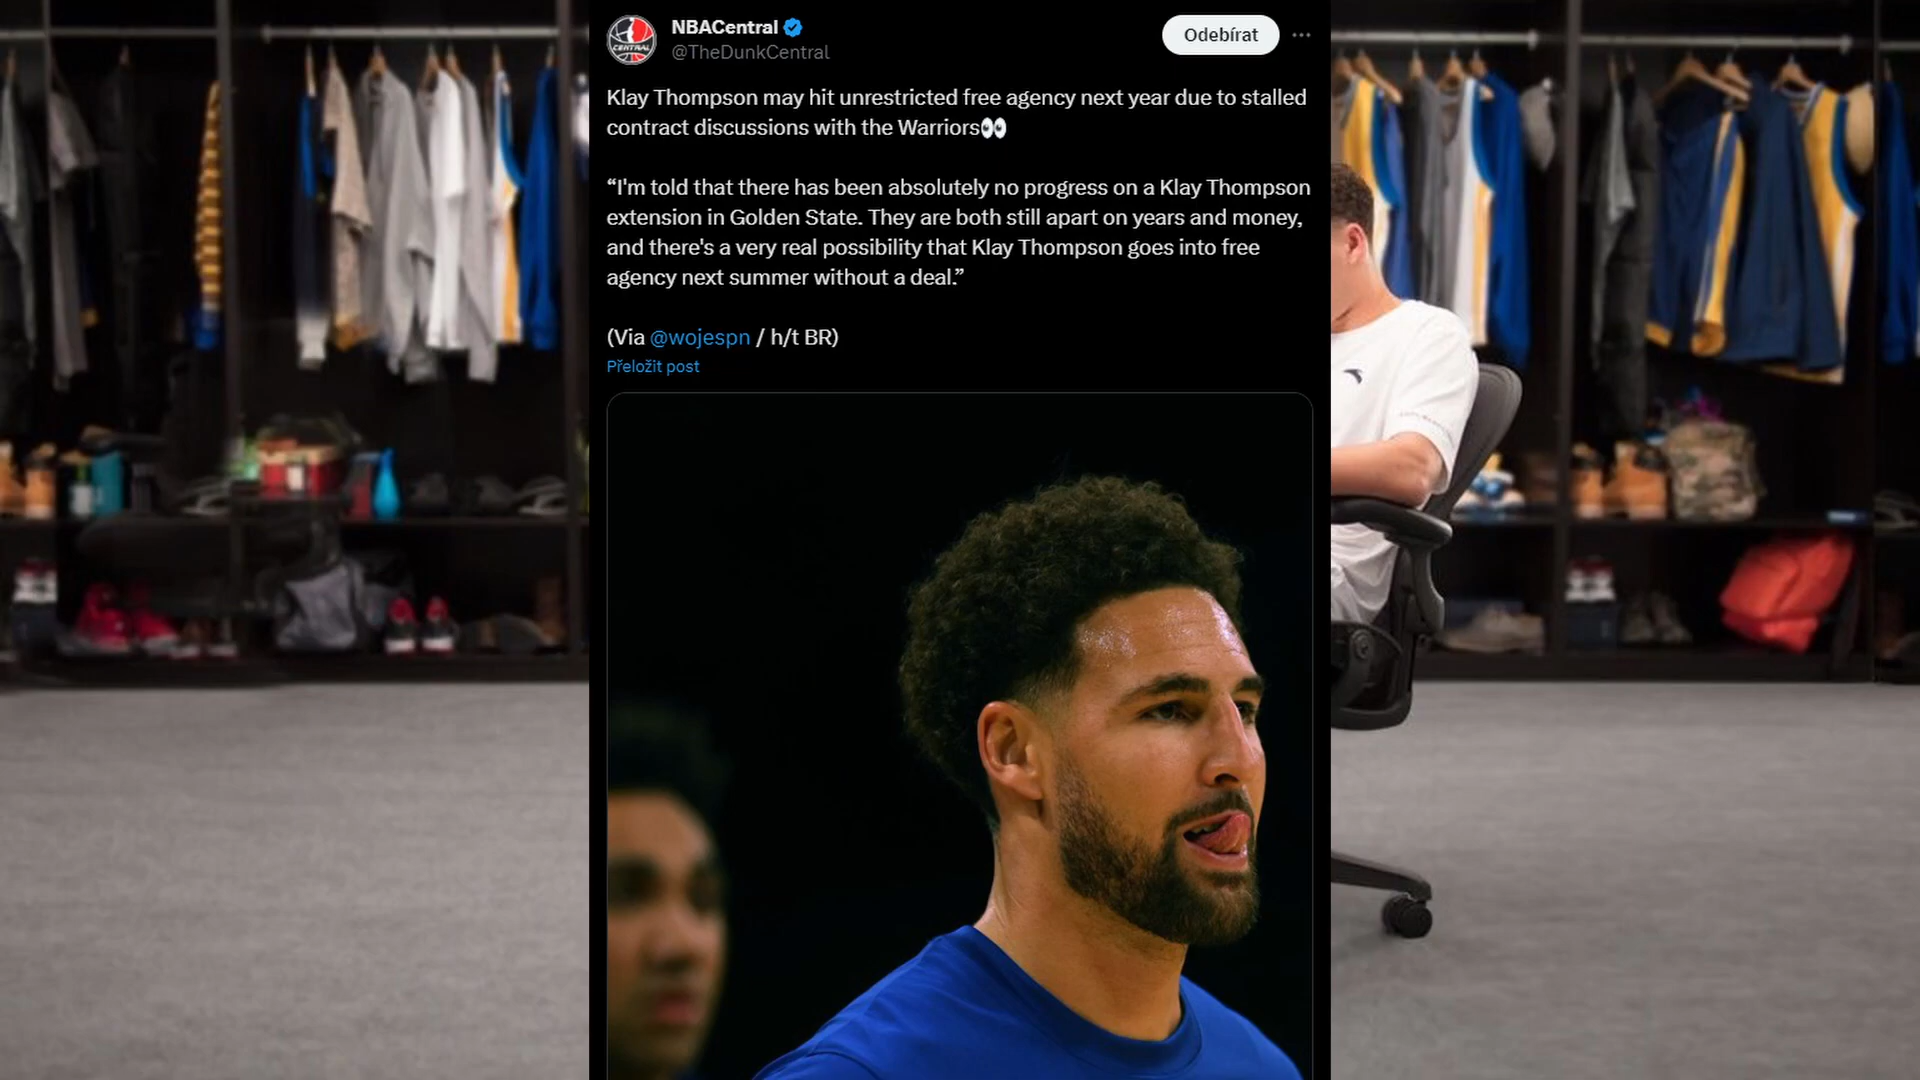 NBACentral
@TheDunkCentral
Odebírat
Klay Thompson may hit unrestricted free agency next year due to stalled
contract discussions with the Warriors👀
“I'm told that there has been absolutely no progress on a Klay Thompson
extension in Golden State. They are both still apart on years and money,
and there's a very real possibility that Klay Thompson goes into free
agency next summer without a deal.”
(Via @wojespn / h/t BR)
Přeložit post
CENTRAL